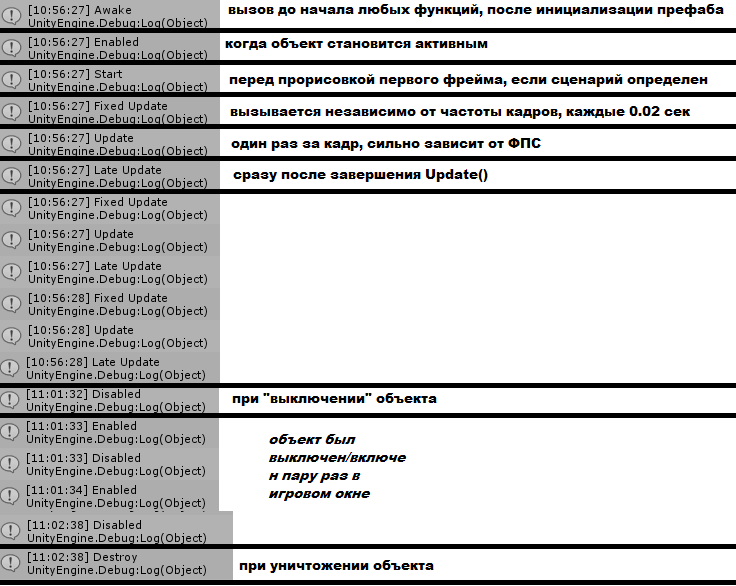 [10:56:27] Awake
UnityEngine.Debug:Log(Object)
вызов до начала любых функций, после инициализации префаба
[10:56:27] Enabled
UnityEngine.Debug:Log(Object)
когда объект становится активным
[10:56:27] Start
UnityEngine.Debug:Log(Object)
перед прорисовкой первого фрейма, если сценарий определен
[10:56:27] Fixed Update
UnityEngine.Debug:Log(Object)
вызывается независимо от частоты кадров, каждые 0.02 сек
[10:56:27] Update
UnityEngine.Debug:Log(Object)
один раз за кадр, сильно зависит от ФПС
[10:56:27] Late Update
UnityEngine.Debug:Log(Object)
сразу после завершения Update()
[10:56:27] Fixed Update
UnityEngine.Debug:Log(Object)
[10:56:27] Update
UnityEngine.Debug:Log(Object)
[10:56:27] Late Update
UnityEngine.Debug:Log(Object)
[10:56:28] Fixed Update
UnityEngine.Debug:Log(Object)
[10:56:28] Update
UnityEngine.Debug:Log(Object)
[10:56:28] Late Update
UnityEngine.Debug:Log(Object)
[11:01:32] Disabled
UnityEngine.Debug:Log(Object)
при "выключении" объекта
[11:01:33] Enabled
UnityEngine.Debug:Log(Object)
[11:01:33] Disabled
UnityEngine.Debug:Log(Object)
[11:01:34] Enabled
UnityEngine.Debug:Log(Object)
объект был
выключен/включе
н пару раз в
игровом окне
[11:02:38] Disabled
UnityEngine.Debug:Log(Object)
[11:02:38] Destroy
UnityEngine.Debug:Log(Object)
при уничтожении объекта